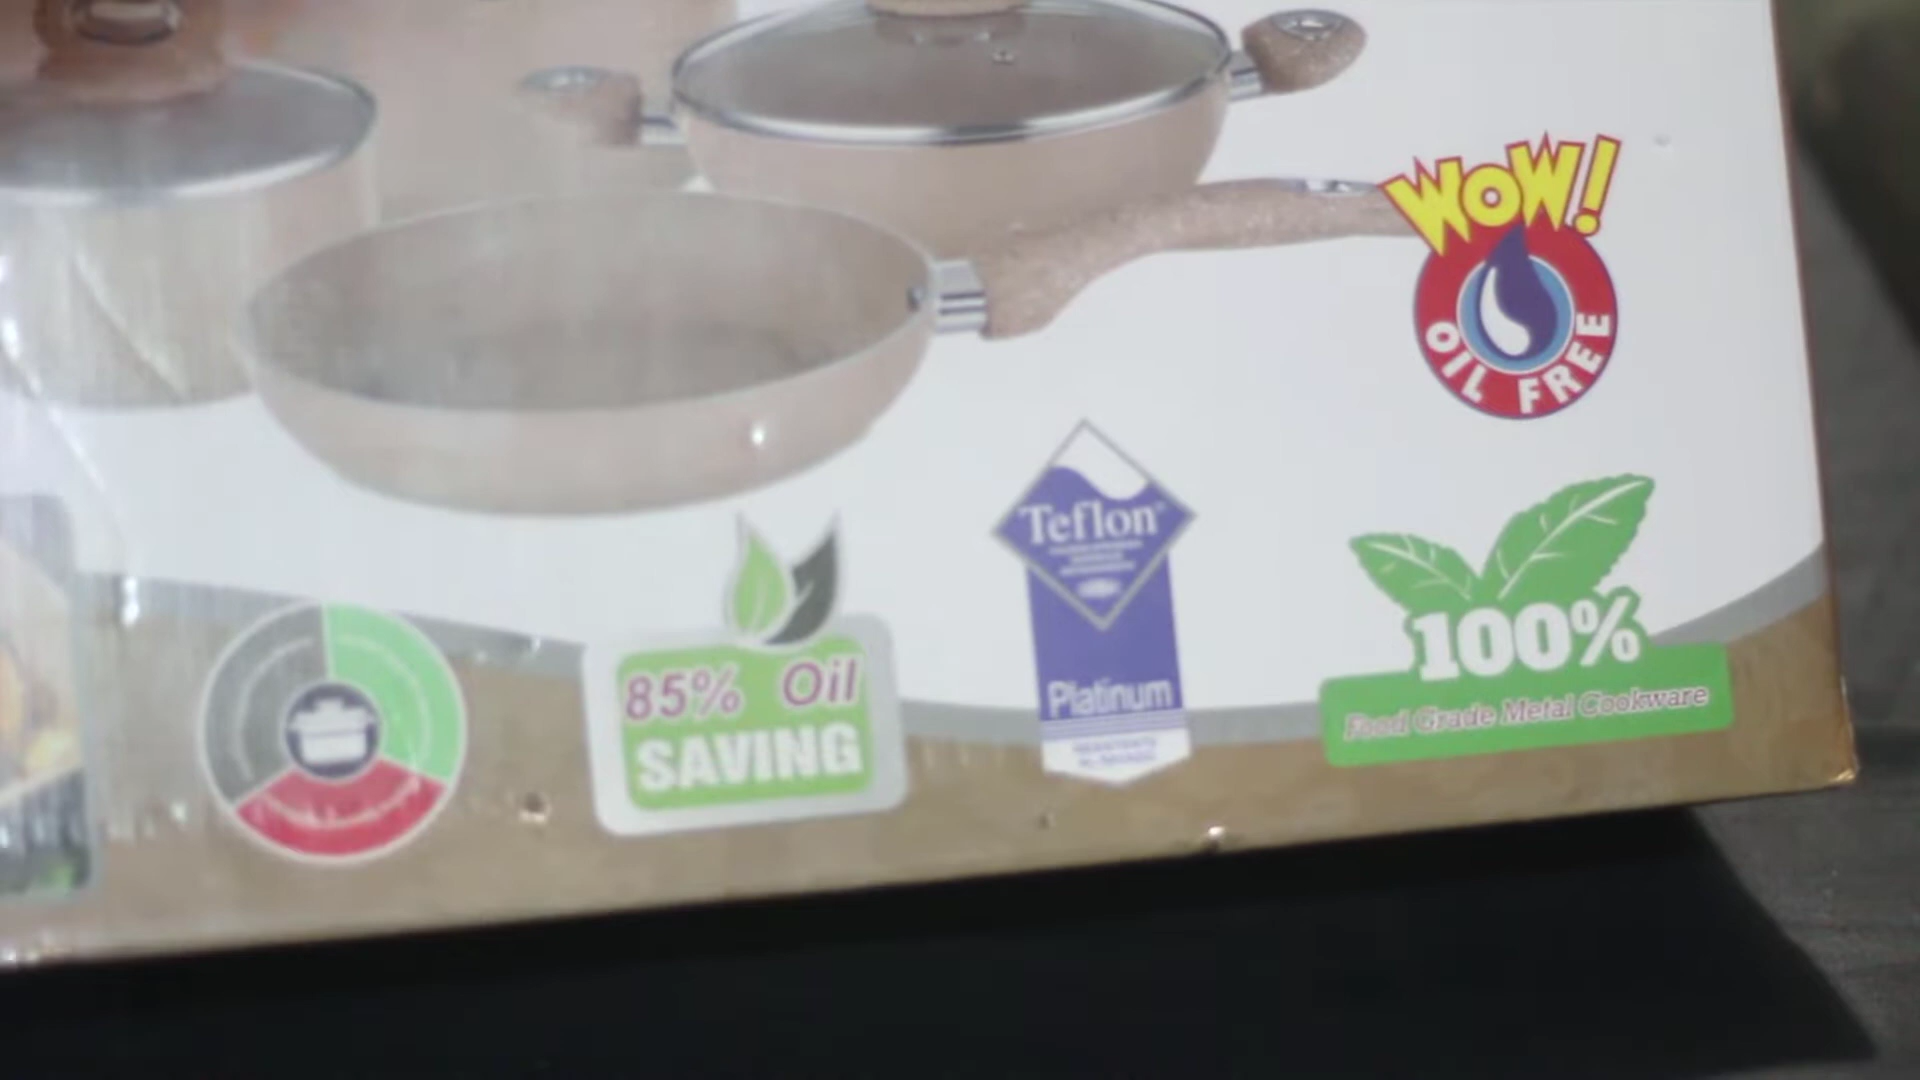 WOW!
OIL FREE
Teflon
Platinum
85% Oil
SAVING
100%
Food Grade Metal Cookware